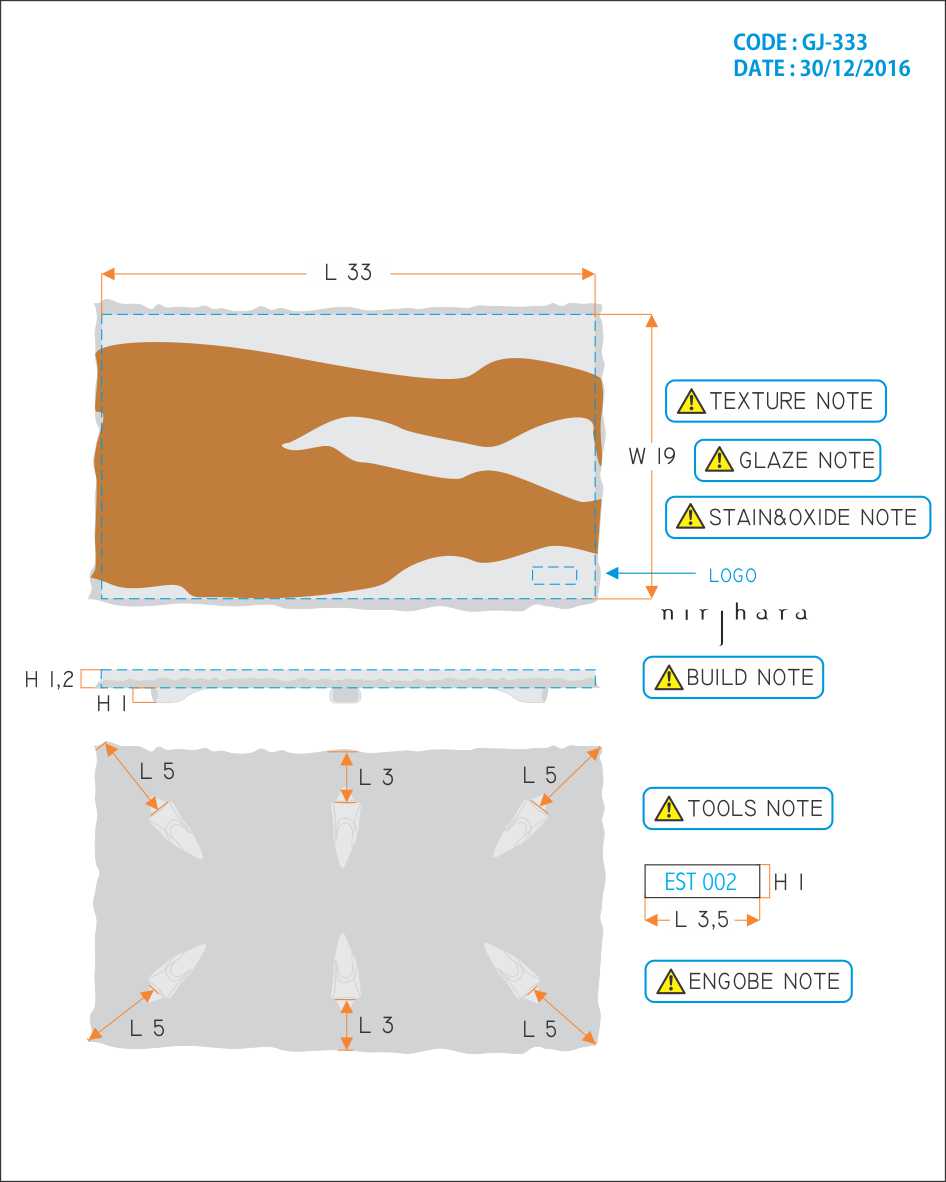 CODE : GJ-333
DATE : 30/12/2016
L 33
TEXTURE NOTE
W 19
GLAZE NOTE
STAIN&OXIDE NOTE
LOGO
nirjhara
H 1,2
BUILD NOTE
H 1
L 5
L 3
L 5
TOOLS NOTE
EST 002
H 1
L 3,5
ENGOBE NOTE
L 5
L 3
L 5